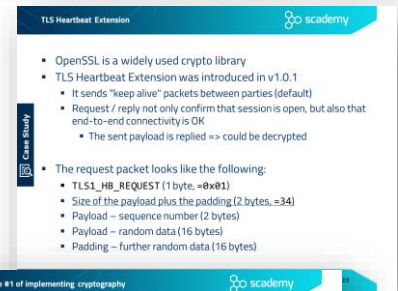 TLS Heartbeat Extension
scademy
OpenSSL is a widely used crypto library
TLS Heartbeat Extension was introduced in v1.0.1
It sends "keep alive" packets between parties (default)
Request / reply not only confirm that session is open, but also that
end-to-end connectivity is OK
The sent payload is replied => could be decrypted
Case Study
The request packet looks like the following:
TLS1_HB_REQUEST (1 byte, =0x01)
Size of the payload plus the padding (2 bytes, =34)
Payload – sequence number (2 bytes)
Payload – random data (16 bytes)
Padding – further random data (16 bytes)
#1 of implementing cryptography
scademy